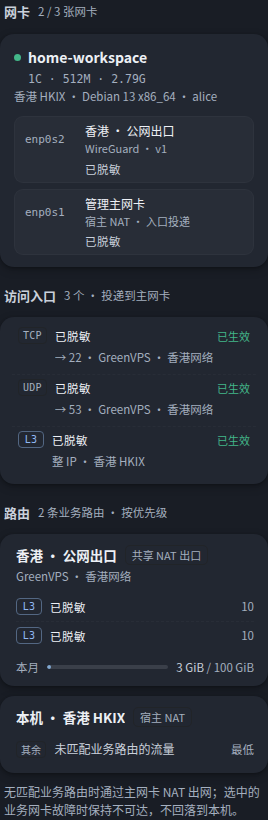 网卡 2 / 3 张网卡
home-workspace
1C · 512M · 2.79G
香港 HKIX · Debian 13 x86_64 · alice
enp0s2
香港 · 公网出口
WireGuard · v1
已脱敏
enp0s1
管理主网卡
宿主 NAT · 入口投递
已脱敏
访问入口 3 个 · 投递到主网卡
TCP 已脱敏 已生效
→ 22 · GreenVPS · 香港网络
UDP 已脱敏 已生效
→ 53 · GreenVPS · 香港网络
L3 已脱敏 已生效
整 IP · 香港 HKIX
路由 2 条业务路由 · 按优先级
香港 · 公网出口 共享 NAT 出口
GreenVPS · 香港网络
L3 已脱敏 10
L3 已脱敏 10
本月 3 GiB / 100 GiB
本机 · 香港 HKIX 宿主 NAT
其余 未匹配业务路由的流量 最低
无匹配业务路由时通过主网卡 NAT 出网；选中的
业务网卡故障时保持不可达，不回落到本机。